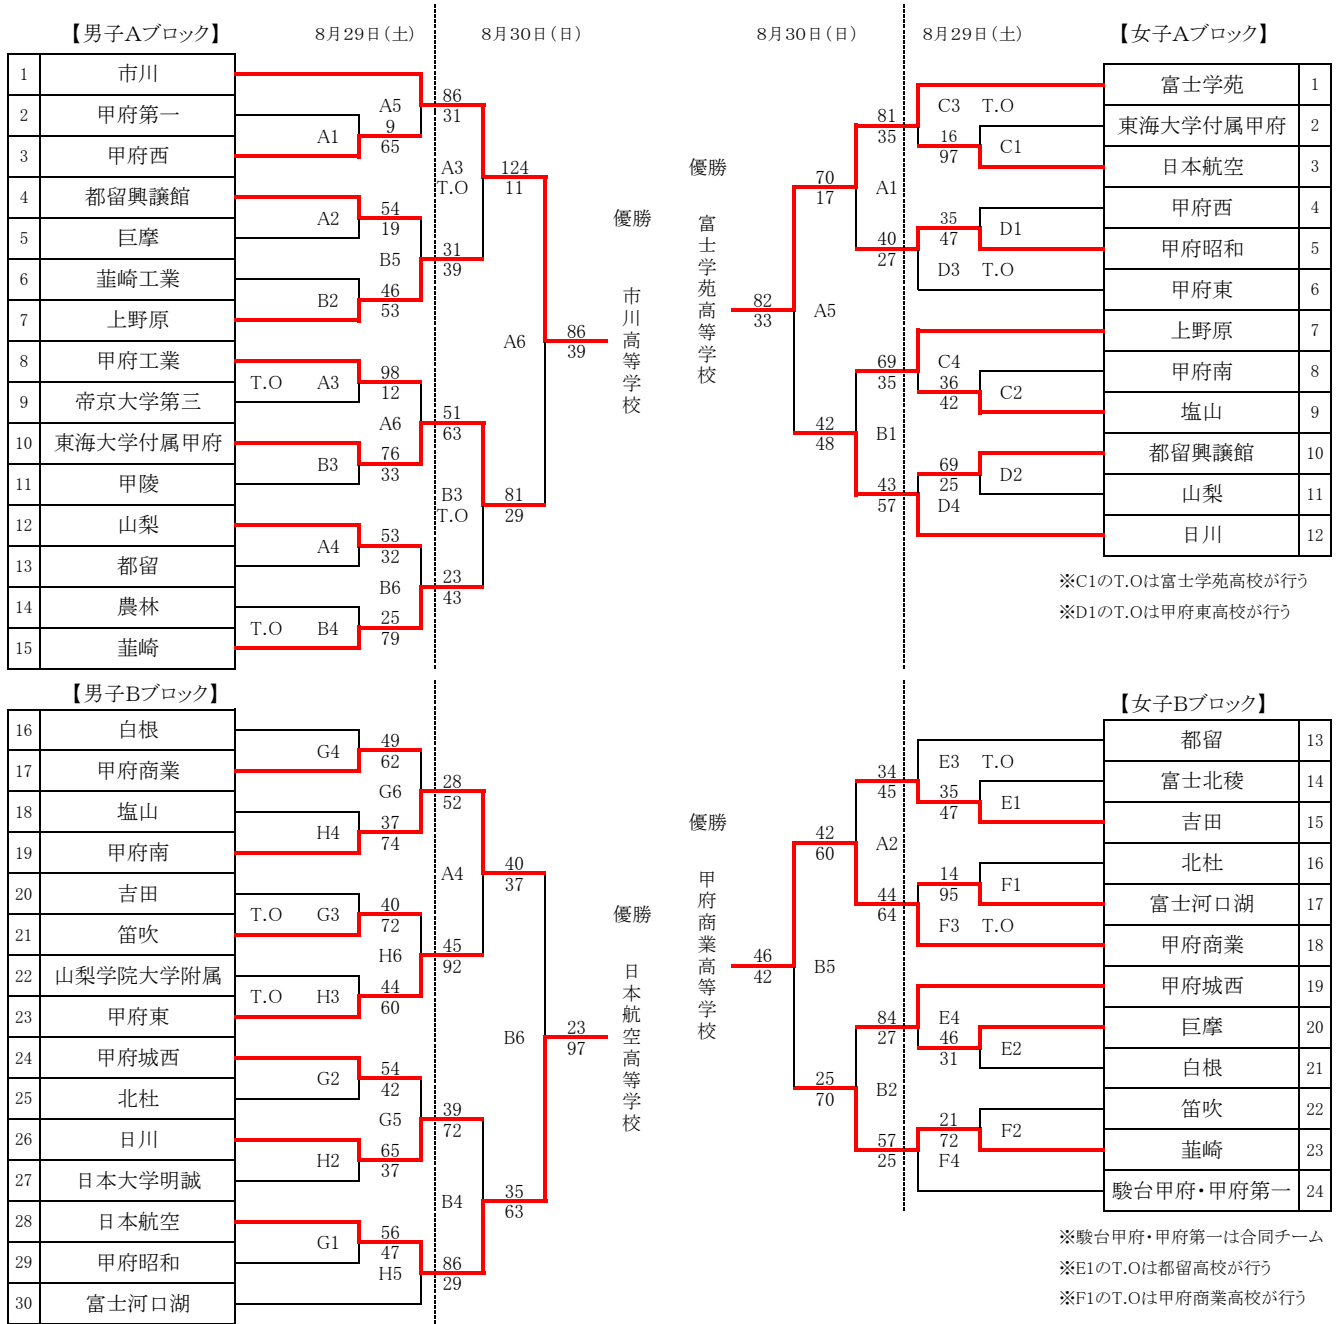 【男子Aブロック】 8月29日(土) 8月30日(日)
1 市川
2 甲府第一
3 甲府西
4 都留興譲館
5 巨摩
6 韮崎工業
7 上野原
8 甲府工業
9 帝京大学第三
10 東海大学付属甲府
11 甲陵
12 山梨
13 都留
14 農林
15 韮崎
A1
A2
B2
T.O A3
B3
A4
T.O B4
A5
9
65
54
19
B5
46
53
98
12
A6
76
33
53
32
B6
25
79
86
31
A3
T.O
31
39
51
63
B3
T.O
23
43
124
11
A6
81
29
86
39
優勝
市川高等学校
8月30日(日) 8月29日(土) 【女子Aブロック】
富士学苑 1
東海大学付属甲府 2
日本航空 3
甲府西 4
甲府昭和 5
甲府東 6
上野原 7
甲府南 8
塩山 9
都留興譲館 10
山梨 11
日川 12
C3 T.O
16
97
C1
35
47
D1
D3 T.O
C4
36
42
C2
69
25
D2
D4
81
35
A1
40
27
69
35
B1
43
57
70
17
A5
42
48
82
33
優勝
富士学苑高等学校
※C1のT.Oは富士学苑高校が行う
※D1のT.Oは甲府東高校が行う
【男子Bブロック】
16 白根
17 甲府商業
18 塩山
19 甲府南
20 吉田
21 笛吹
22 山梨学院大学附属
23 甲府東
24 甲府城西
25 北杜
26 日川
27 日本大学明誠
28 日本航空
29 甲府昭和
30 富士河口湖
G4
H4
T.O G3
T.O H3
G2
H2
G1
49
62
G6
37
74
40
72
H6
44
60
54
42
G5
65
37
56
47
H5
28
52
A4
45
92
39
72
B4
86
29
40
37
B6
35
63
23
97
優勝
日本航空高等学校
【女子Bブロック】
都留 13
富士北稜 14
吉田 15
北杜 16
富士河口湖 17
甲府商業 18
甲府城西 19
巨摩 20
白根 21
笛吹 22
韮崎 23
駿台甲府・甲府第一 24
E3 T.O
35
47
E1
14
95
F1
F3 T.O
E4
46
31
E2
21
72
F2
F4
34
45
A2
44
64
84
27
B2
57
25
42
60
B5
25
70
46
42
優勝
甲府商業高等学校
※駿台甲府・甲府第一は合同チーム
※E1のT.Oは都留高校が行う
※F1のT.Oは甲府商業高校が行う